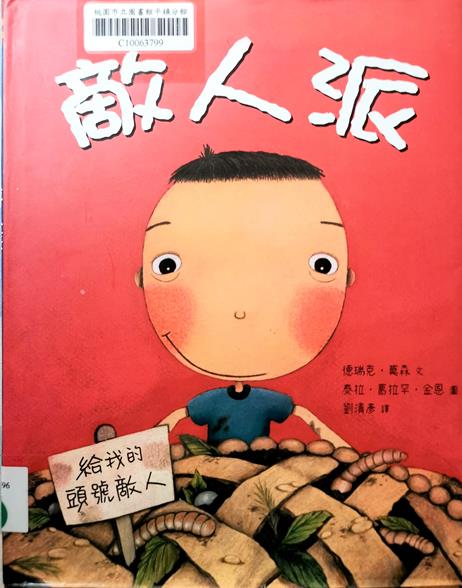 桃園市立圖書館平鎮分館
C10063799
敵人派
德瑞克·莫森 文
泰拉·葛拉罕·金恩 圖
劉清彥 譯
給我的
頭號敵人
96